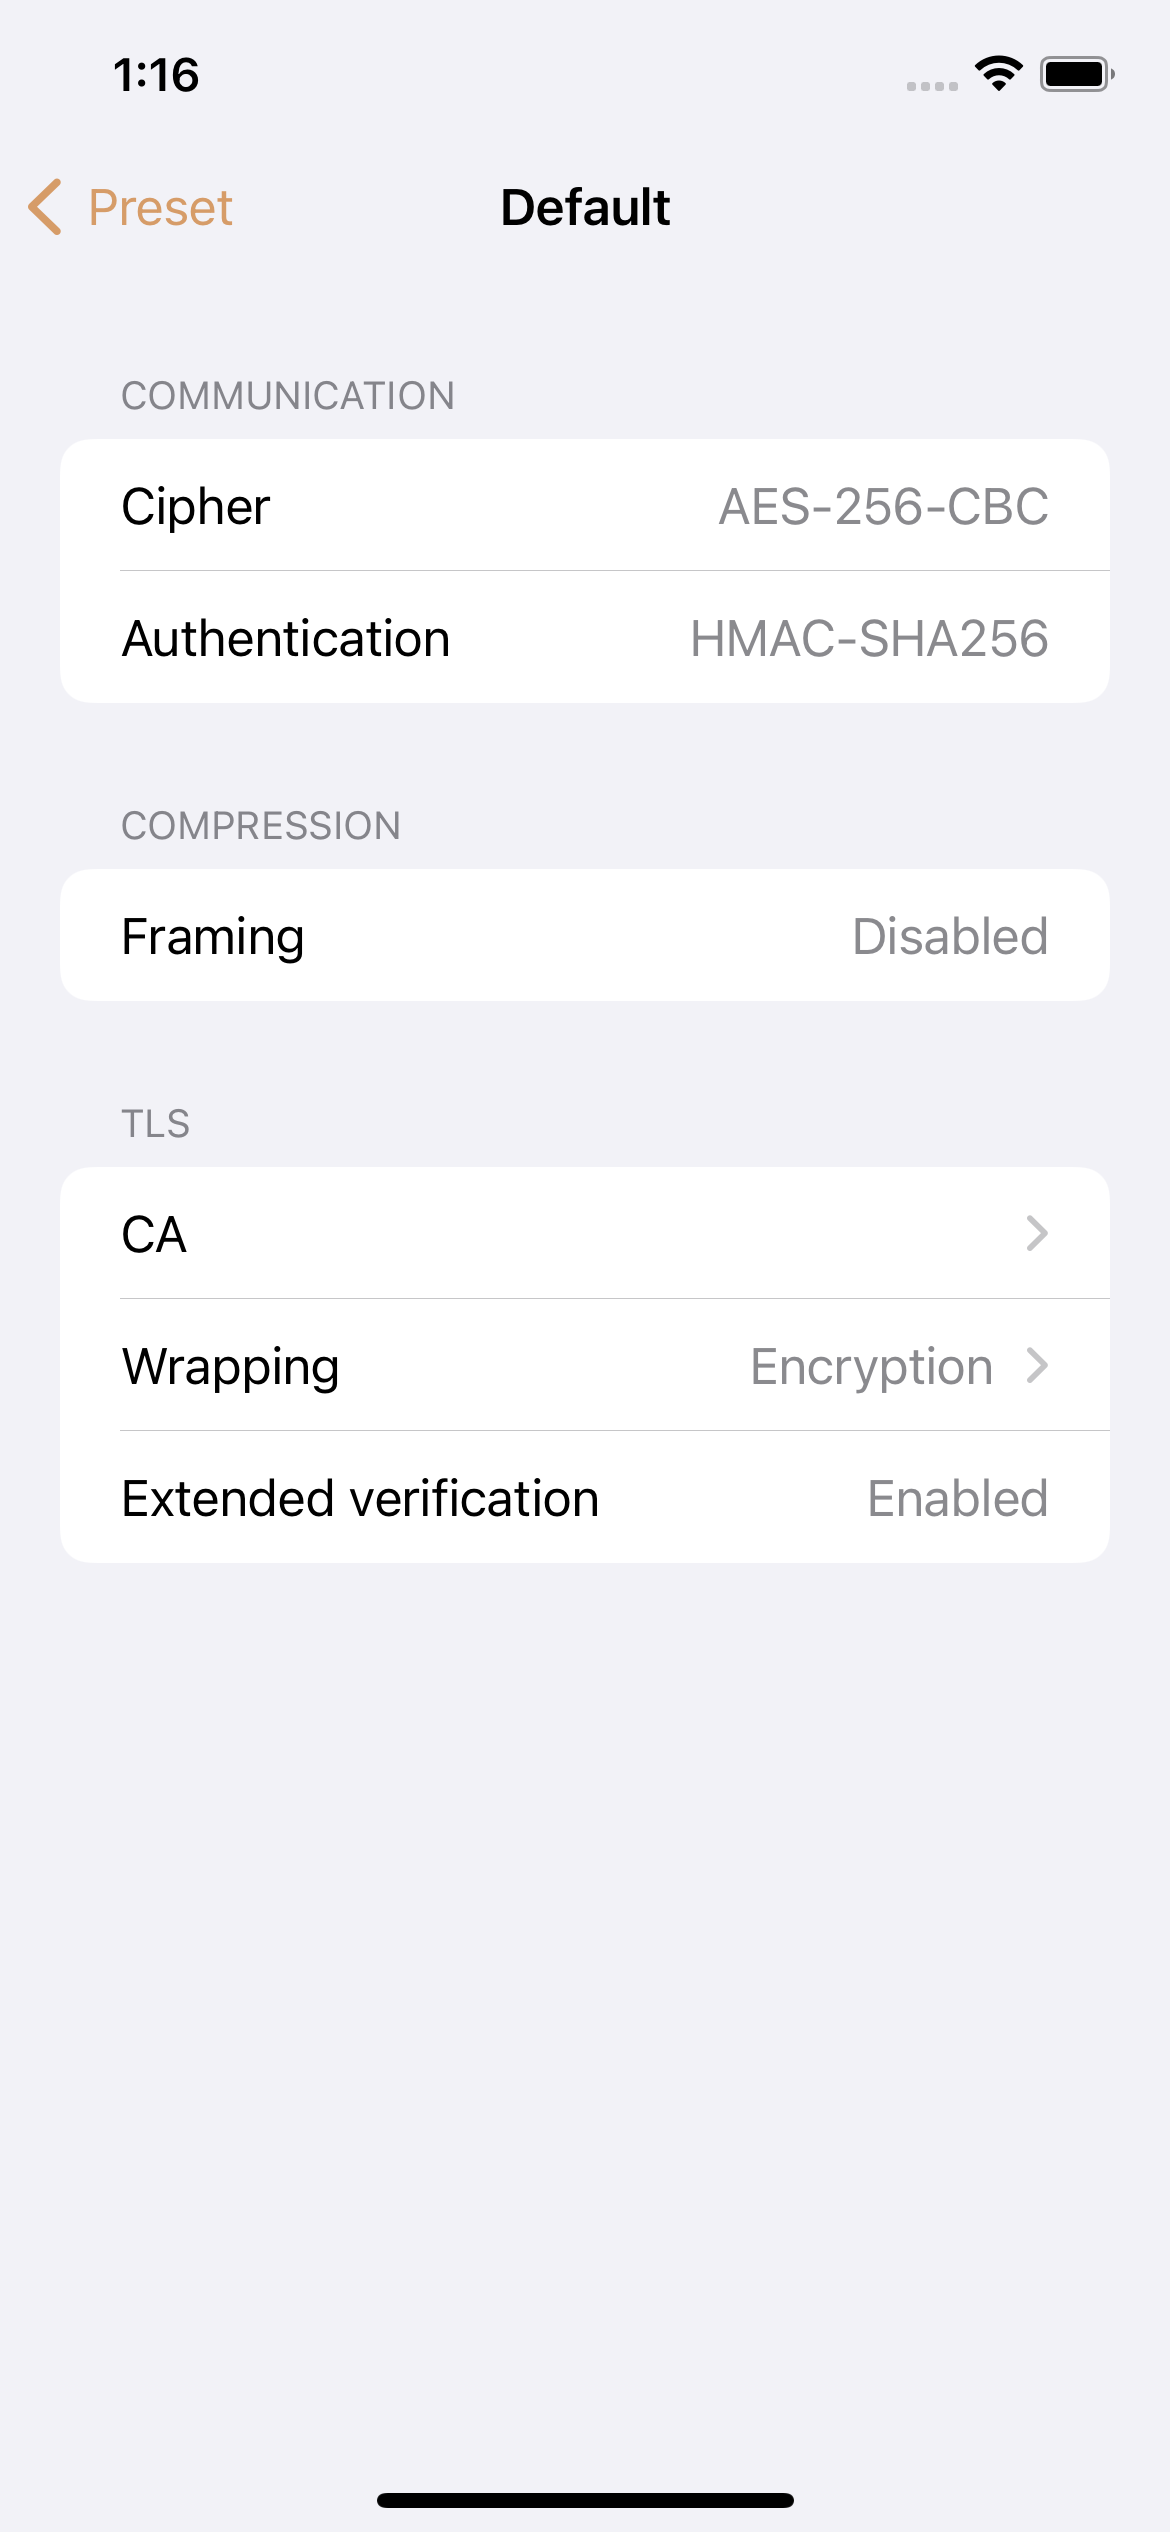 1:16
Preset
Default
COMMUNICATION
Cipher AES-256-CBC
Authentication HMAC-SHA256
COMPRESSION
Framing Disabled
TLS
CA
Wrapping Encryption
Extended verification Enabled